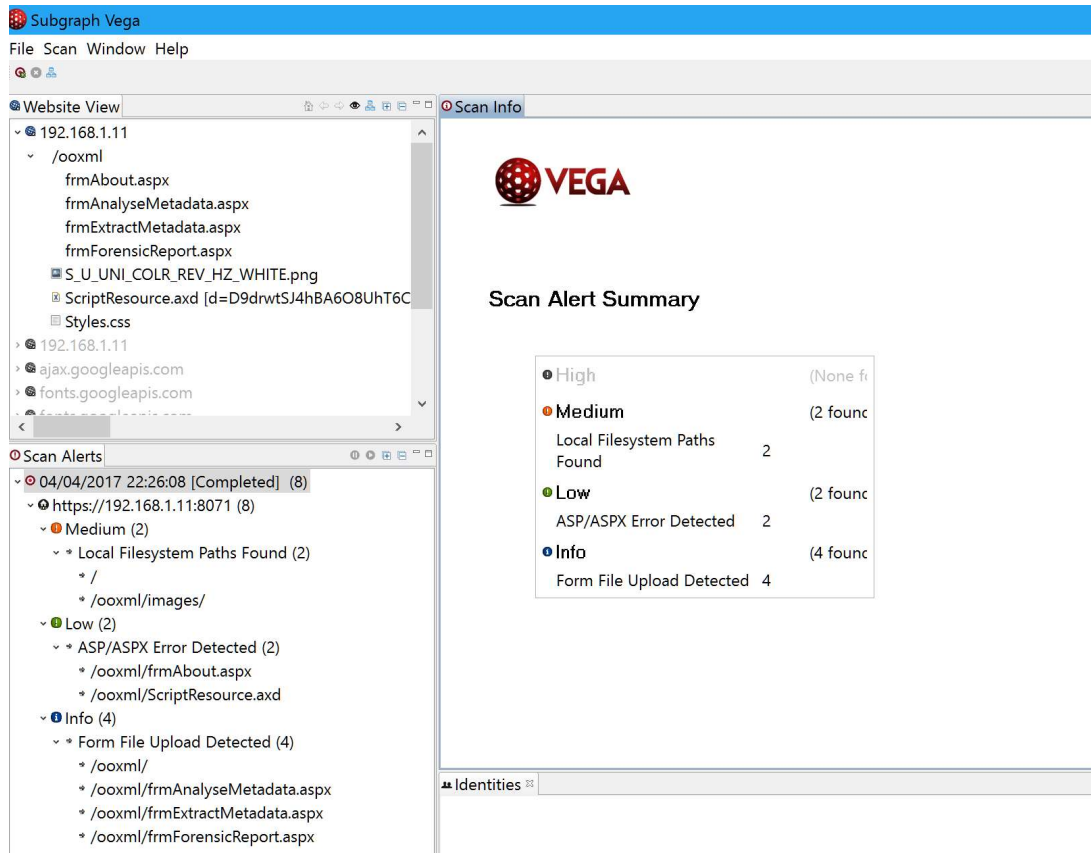 Subgraph Vega
File Scan Window Help
Website View
192.168.1.11
/ooxml
frmAbout.aspx
frmAnalyseMetadata.aspx
frmExtractMetadata.aspx
frmForensicReport.aspx
S_U_UNI_COLR_REV_HZ_WHITE.png
ScriptResource.axd [d=D9drwtSJ4hBA6O8UhT6C
Styles.css
192.168.1.11
ajax.googleapis.com
fonts.googleapis.com
Scan Alerts
04/04/2017 22:26:08 [Completed] (8)
https://192.168.1.11:8071 (8)
Medium (2)
Local Filesystem Paths Found (2)
/
/ooxml/images/
Low (2)
ASP/ASPX Error Detected (2)
/ooxml/frmAbout.aspx
/ooxml/ScriptResource.axd
Info (4)
Form File Upload Detected (4)
/ooxml/
/ooxml/frmAnalyseMetadata.aspx
/ooxml/frmExtractMetadata.aspx
/ooxml/frmForensicReport.aspx
Scan Info
VEGA
Scan Alert Summary
High (None fo
Medium (2 found
Local Filesystem Paths
Found 2
Low (2 found
ASP/ASPX Error Detected 2
Info (4 found
Form File Upload Detected 4
Identities